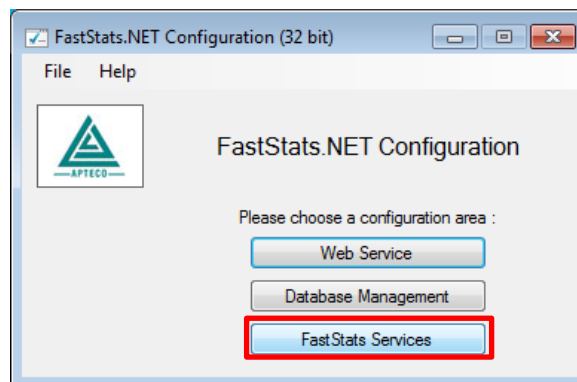 FastStats.NET Configuration (32 bit)
File Help
APTECO
FastStats.NET Configuration
Please choose a configuration area :
Web Service
Database Management
FastStats Services